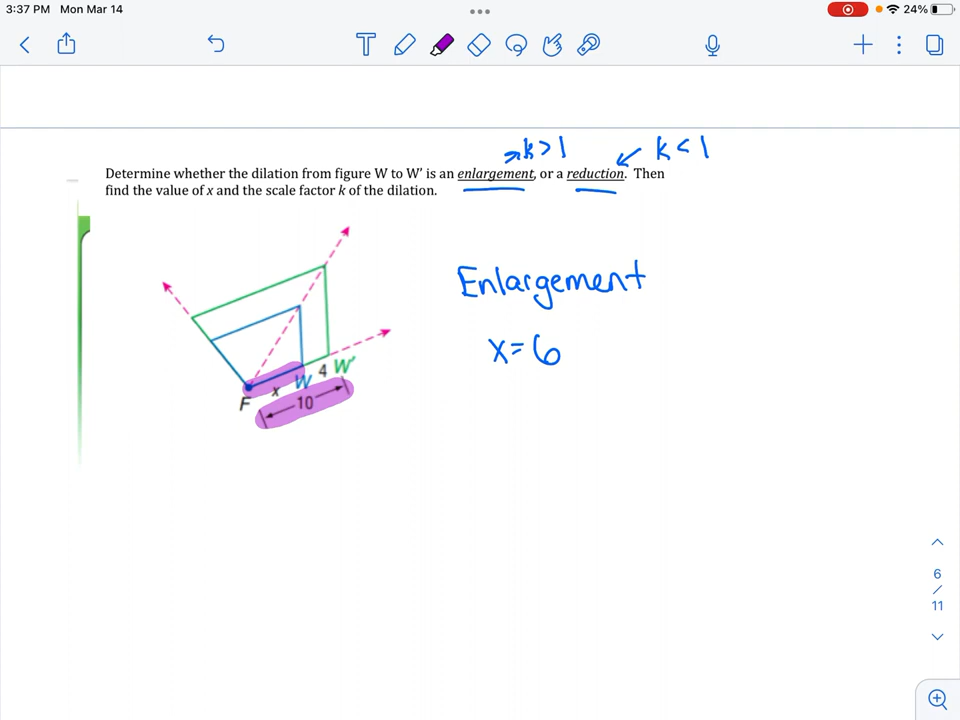 3:37 PM Mon Mar 14
24%
T
k > 1
k < 1
Determine whether the dilation from figure W to W' is an enlargement, or a reduction. Then
find the value of x and the scale factor k of the dilation.
Enlargement
x = 6
4 W'
W
x
F
10
6
/
11